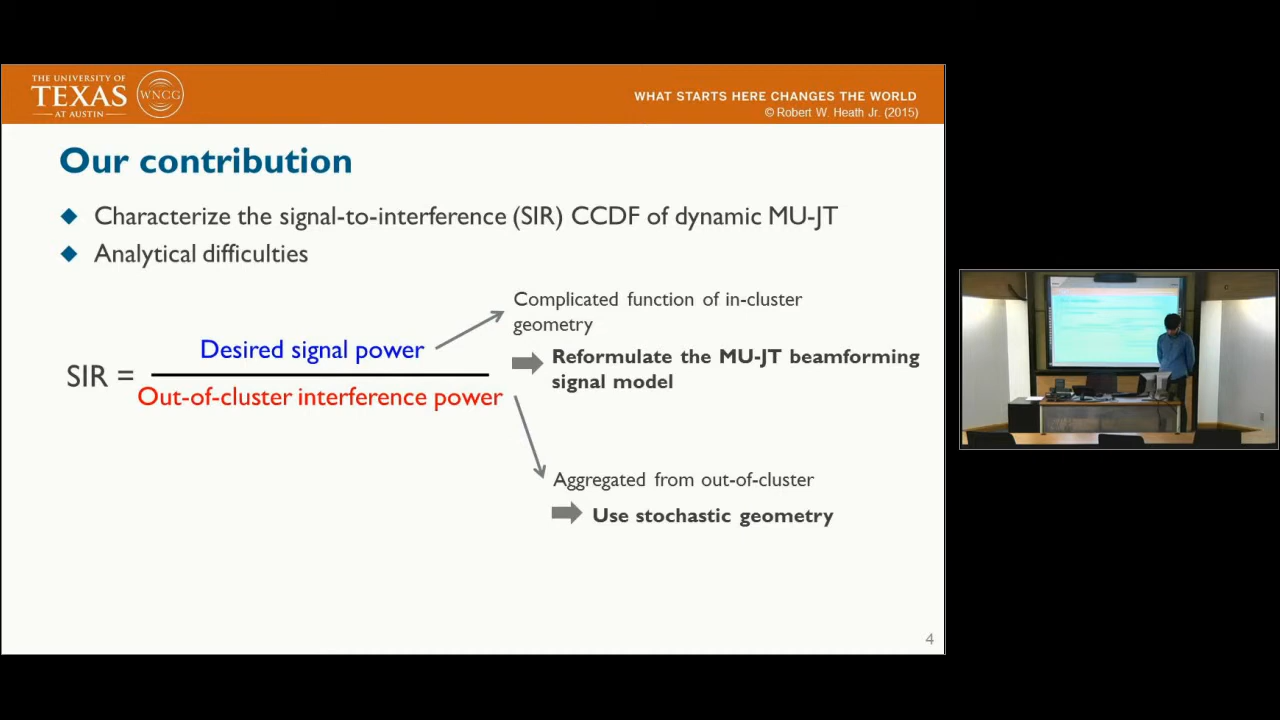 THE UNIVERSITY OF
TEXAS
AT AUSTIN
WNCG
WHAT STARTS HERE CHANGES THE WORLD
© Robert W. Heath Jr. (2015)
Our contribution
Characterize the signal-to-interference (SIR) CCDF of dynamic MU-JT
Analytical difficulties
Complicated function of in-cluster
geometry
Reformulate the MU-JT beamforming
signal model
SIR =
Desired signal power
Out-of-cluster interference power
Aggregated from out-of-cluster
Use stochastic geometry
4